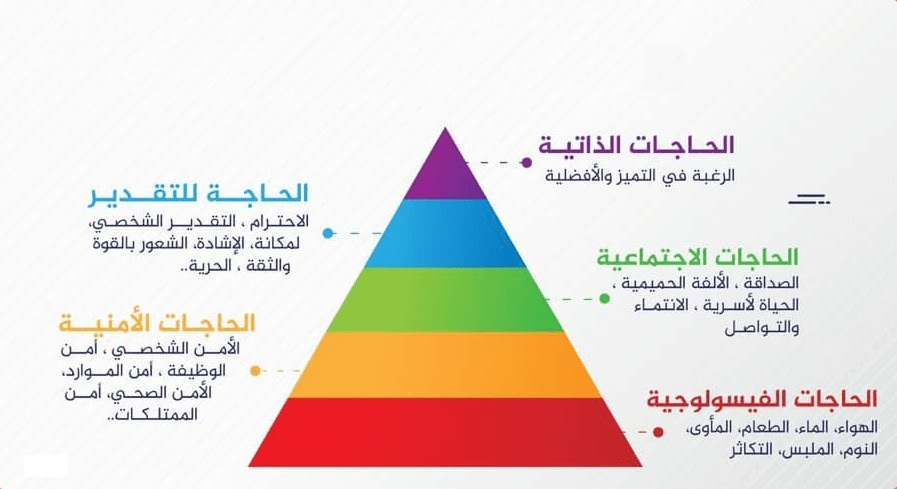 الحاجات الذاتية
الرغبة في التميز والأفضلية
الحاجة للتقدير
الاحترام ، التقدير الشخصي،
لمكانة، الإشادة، الشعور بالقوة
والثقة ، الحرية..
الحاجات الاجتماعية
الصداقة ، الألفة الحميمية ،
الحياة لأسرية ، الانتماء
والتواصل
الحاجات الأمنية
الأمن الشخصي ، أمن
الوظيفة ، أمن الموارد،
الأمن الصحي، أمن
الممتلكات..
الحاجات الفيسولوجية
الهواء، الماء، الطعام، المأوى،
النوم، الملبس، التكاثر